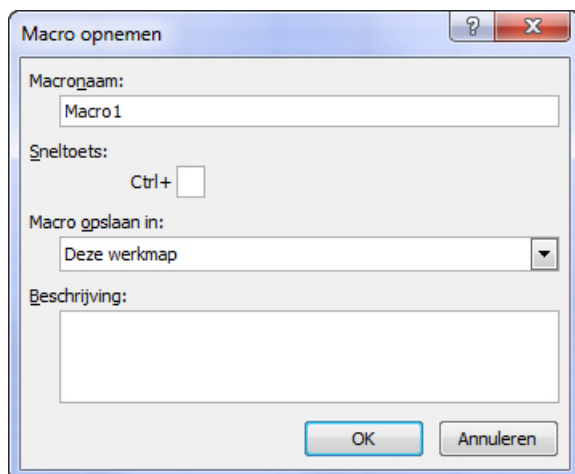 Macro opnemen
Macronaam:
Macro1
Sneltoets:
Ctrl+
Macro opslaan in:
Deze werkmap
Beschrijving:
OK Annuleren